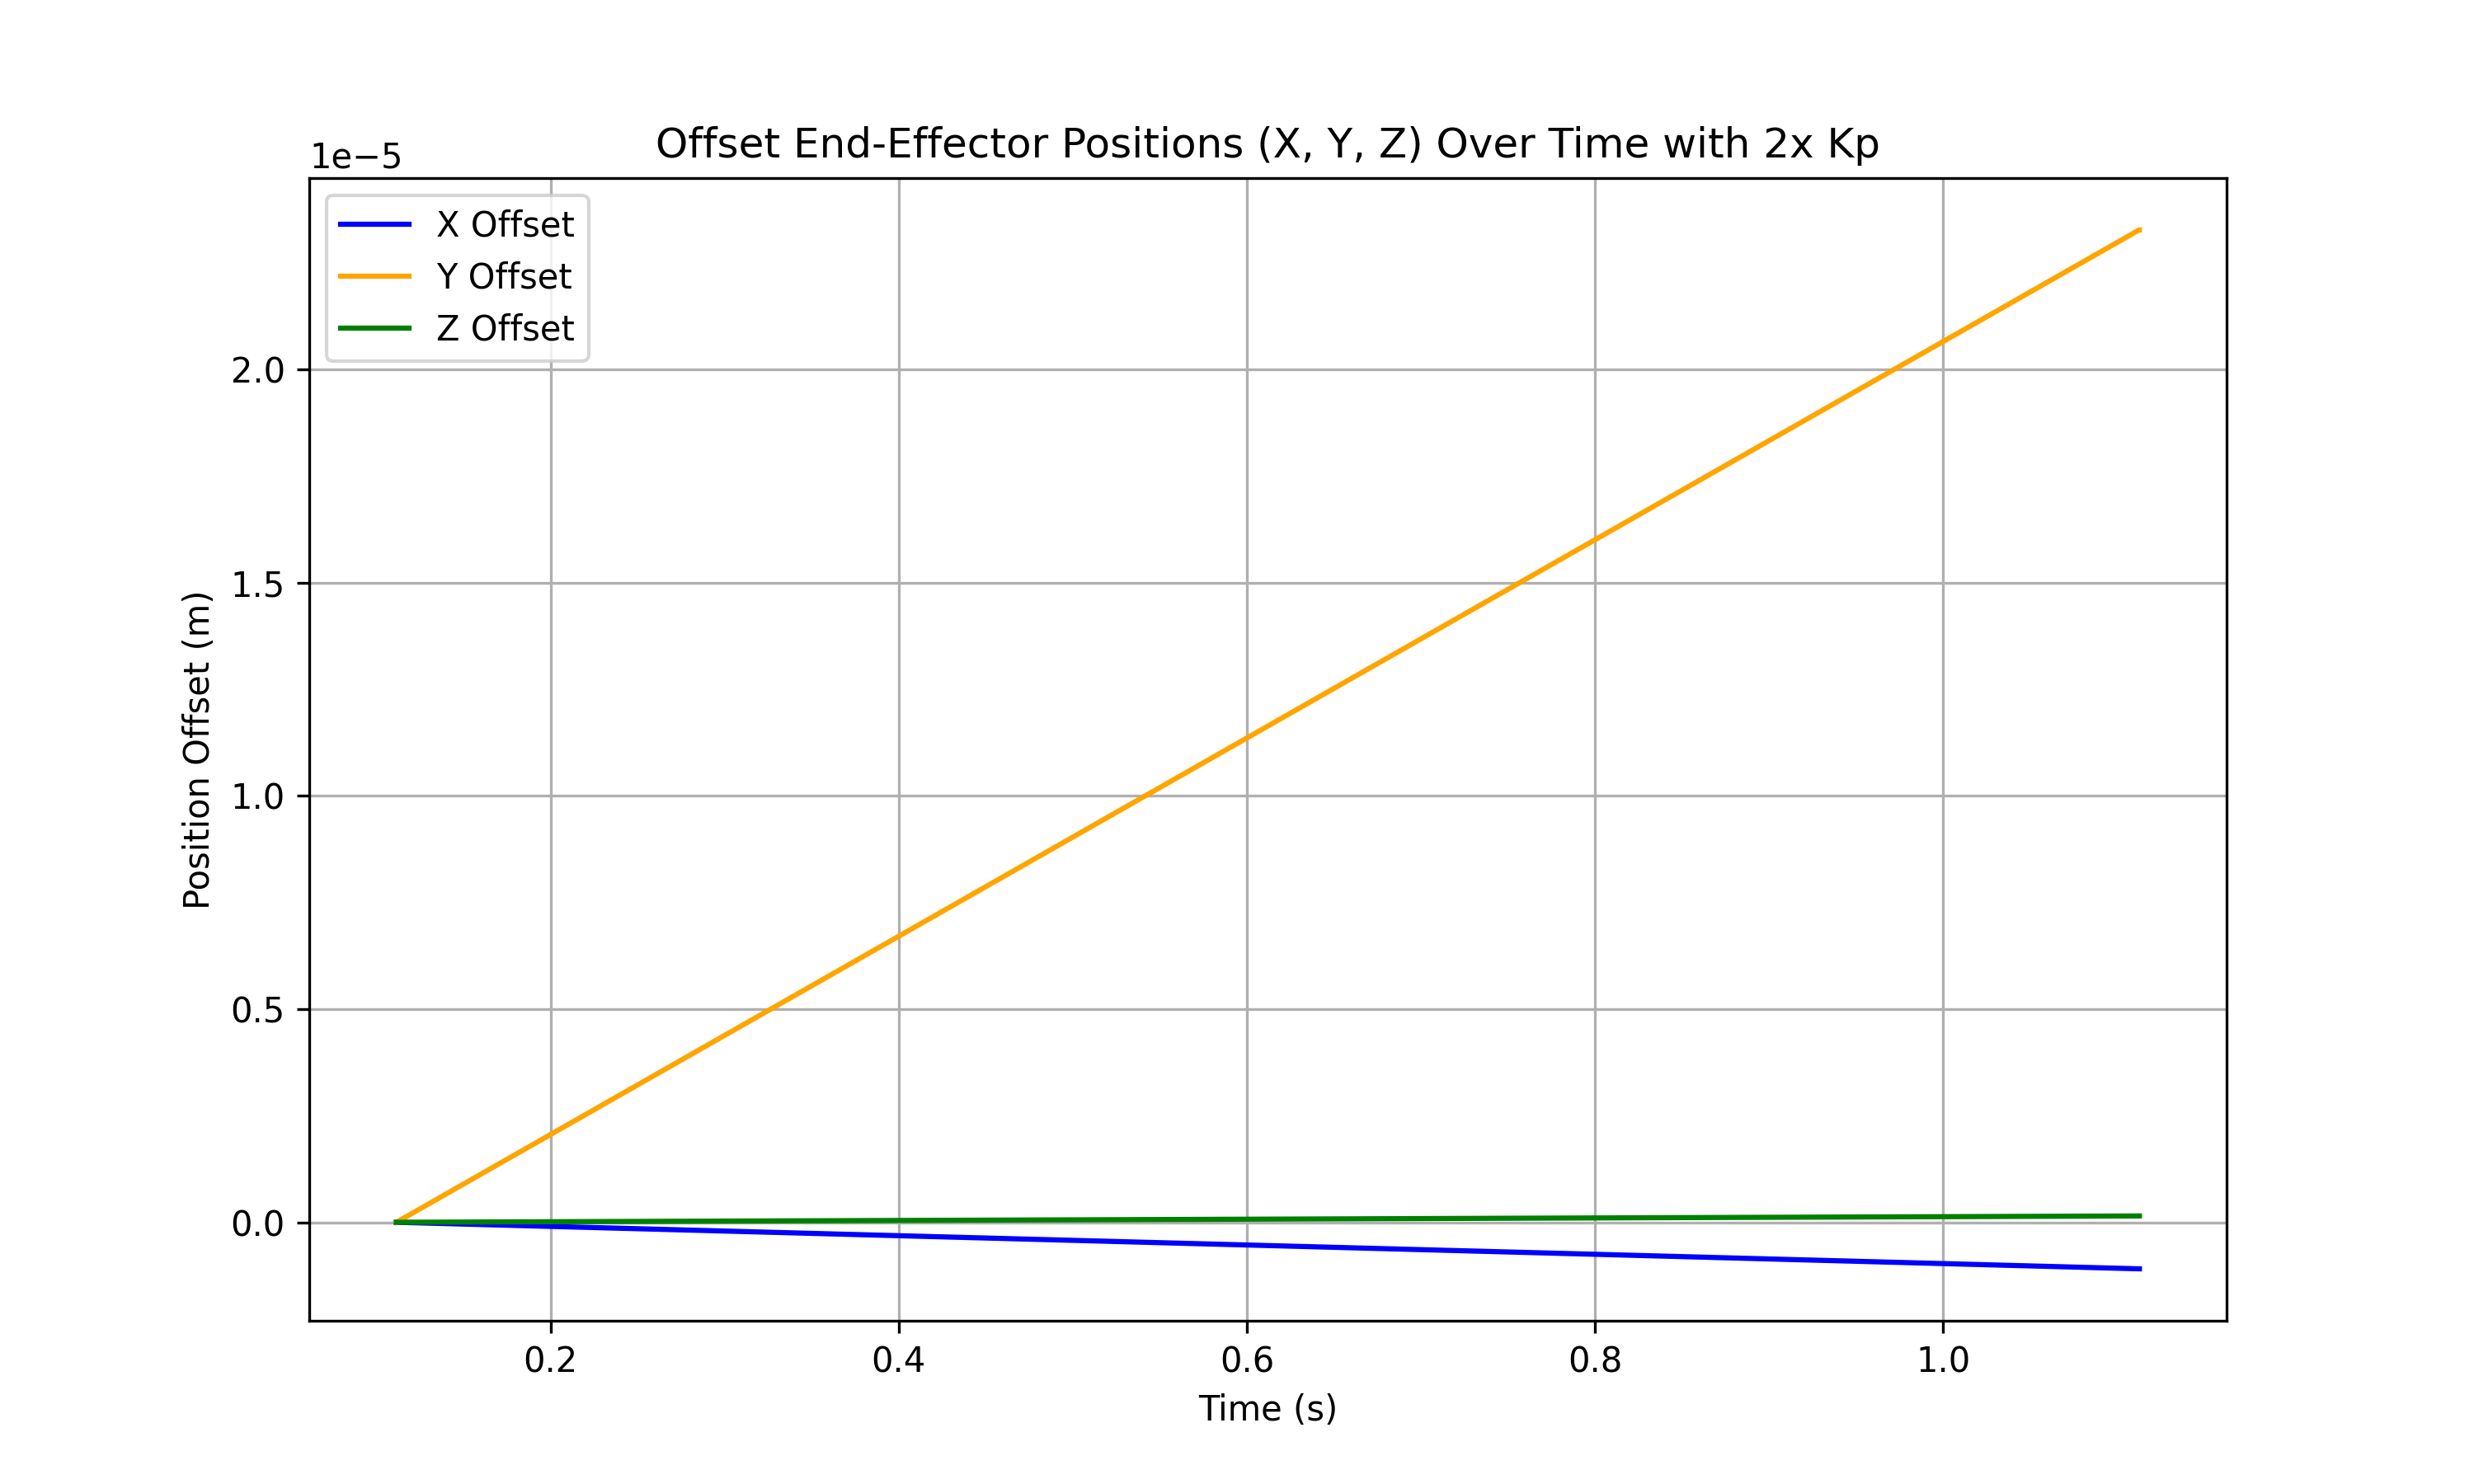 Offset End-Effector Positions (X, Y, Z) Over Time with 2x Kp
1e−5
X Offset
Y Offset
Z Offset
2.0
1.5
1.0
0.5
0.0
Position Offset (m)
0.2 0.4 0.6 0.8 1.0
Time (s)